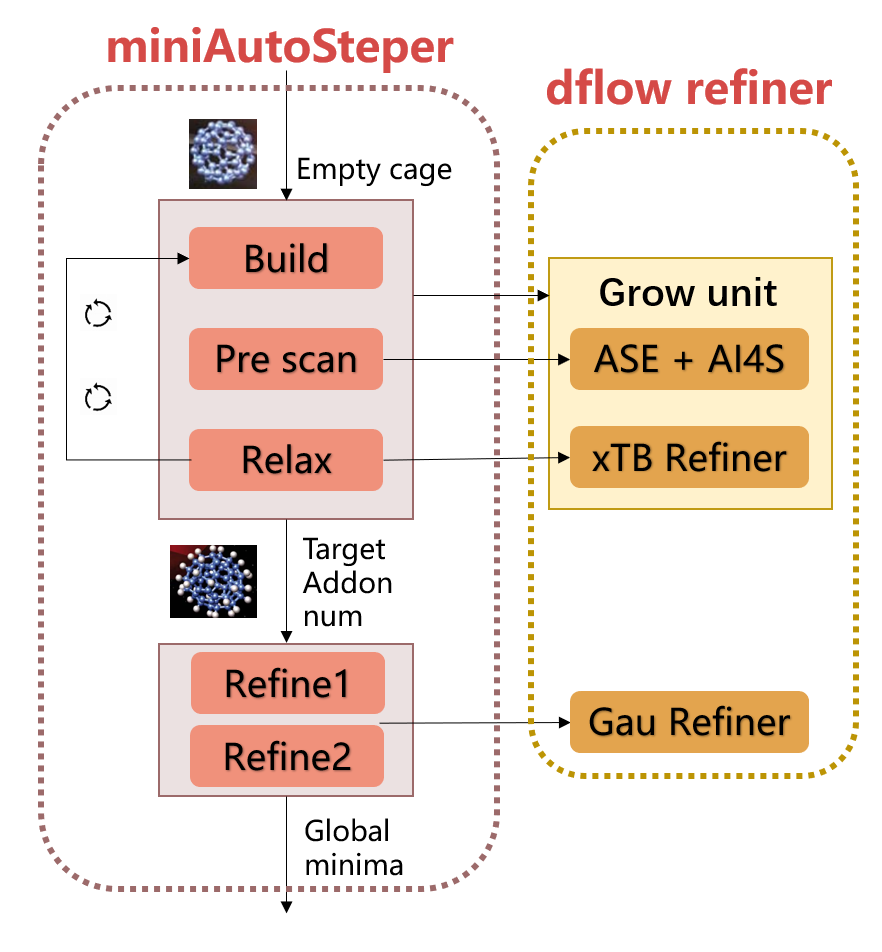 miniAutoSteper
dflow refiner
Empty cage
Build
Pre scan
Relax
Grow unit
ASE + AI4S
xTB Refiner
Target
Addon
num
Refine1
Refine2
Gau Refiner
Global
minima